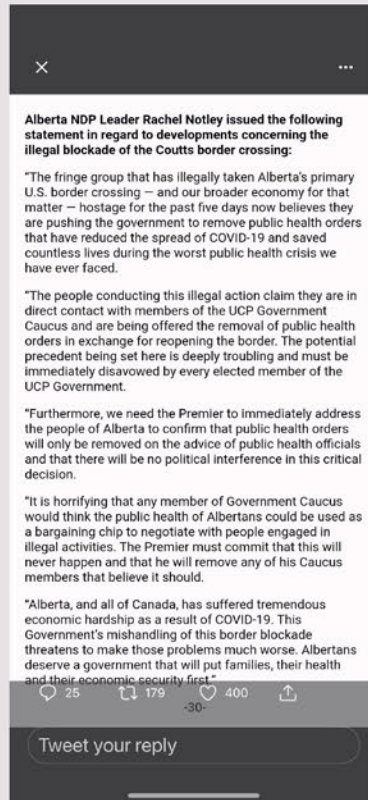 Alberta NDP Leader Rachel Notley issued the following
statement in regard to developments concerning the
illegal blockade of the Coutts border crossing:
"The fringe group that has illegally taken Alberta's primary
U.S. border crossing — and our broader economy for that
matter — hostage for the past five days now believes they
are pushing the government to remove public health orders
that have reduced the spread of COVID-19 and saved
countless lives during the worst public health crisis we
have ever faced.
"The people conducting this illegal action claim they are in
direct contact with members of the UCP Government
Caucus and are being offered the removal of public health
orders in exchange for reopening the border. The potential
precedent being set here is deeply troubling and must be
immediately disavowed by every elected member of the
UCP Government.
"Furthermore, we need the Premier to immediately address
the people of Alberta to confirm that public health orders
will only be removed on the advice of public health officials
and that there will be no political interference in this critical
decision.
"It is horrifying that any member of Government Caucus
would think the public health of Albertans could be used as
a bargaining chip to negotiate with people engaged in
illegal activities. The Premier must commit that this will
never happen and that he will remove any of his Caucus
members that believe it should.
"Alberta, and all of Canada, has suffered tremendous
economic hardship as a result of COVID-19. This
Government's mishandling of this border blockade
threatens to make those problems much worse. Albertans
deserve a government that will put families, their health
and their economic security first."
25 179 400
-30-
Tweet your reply